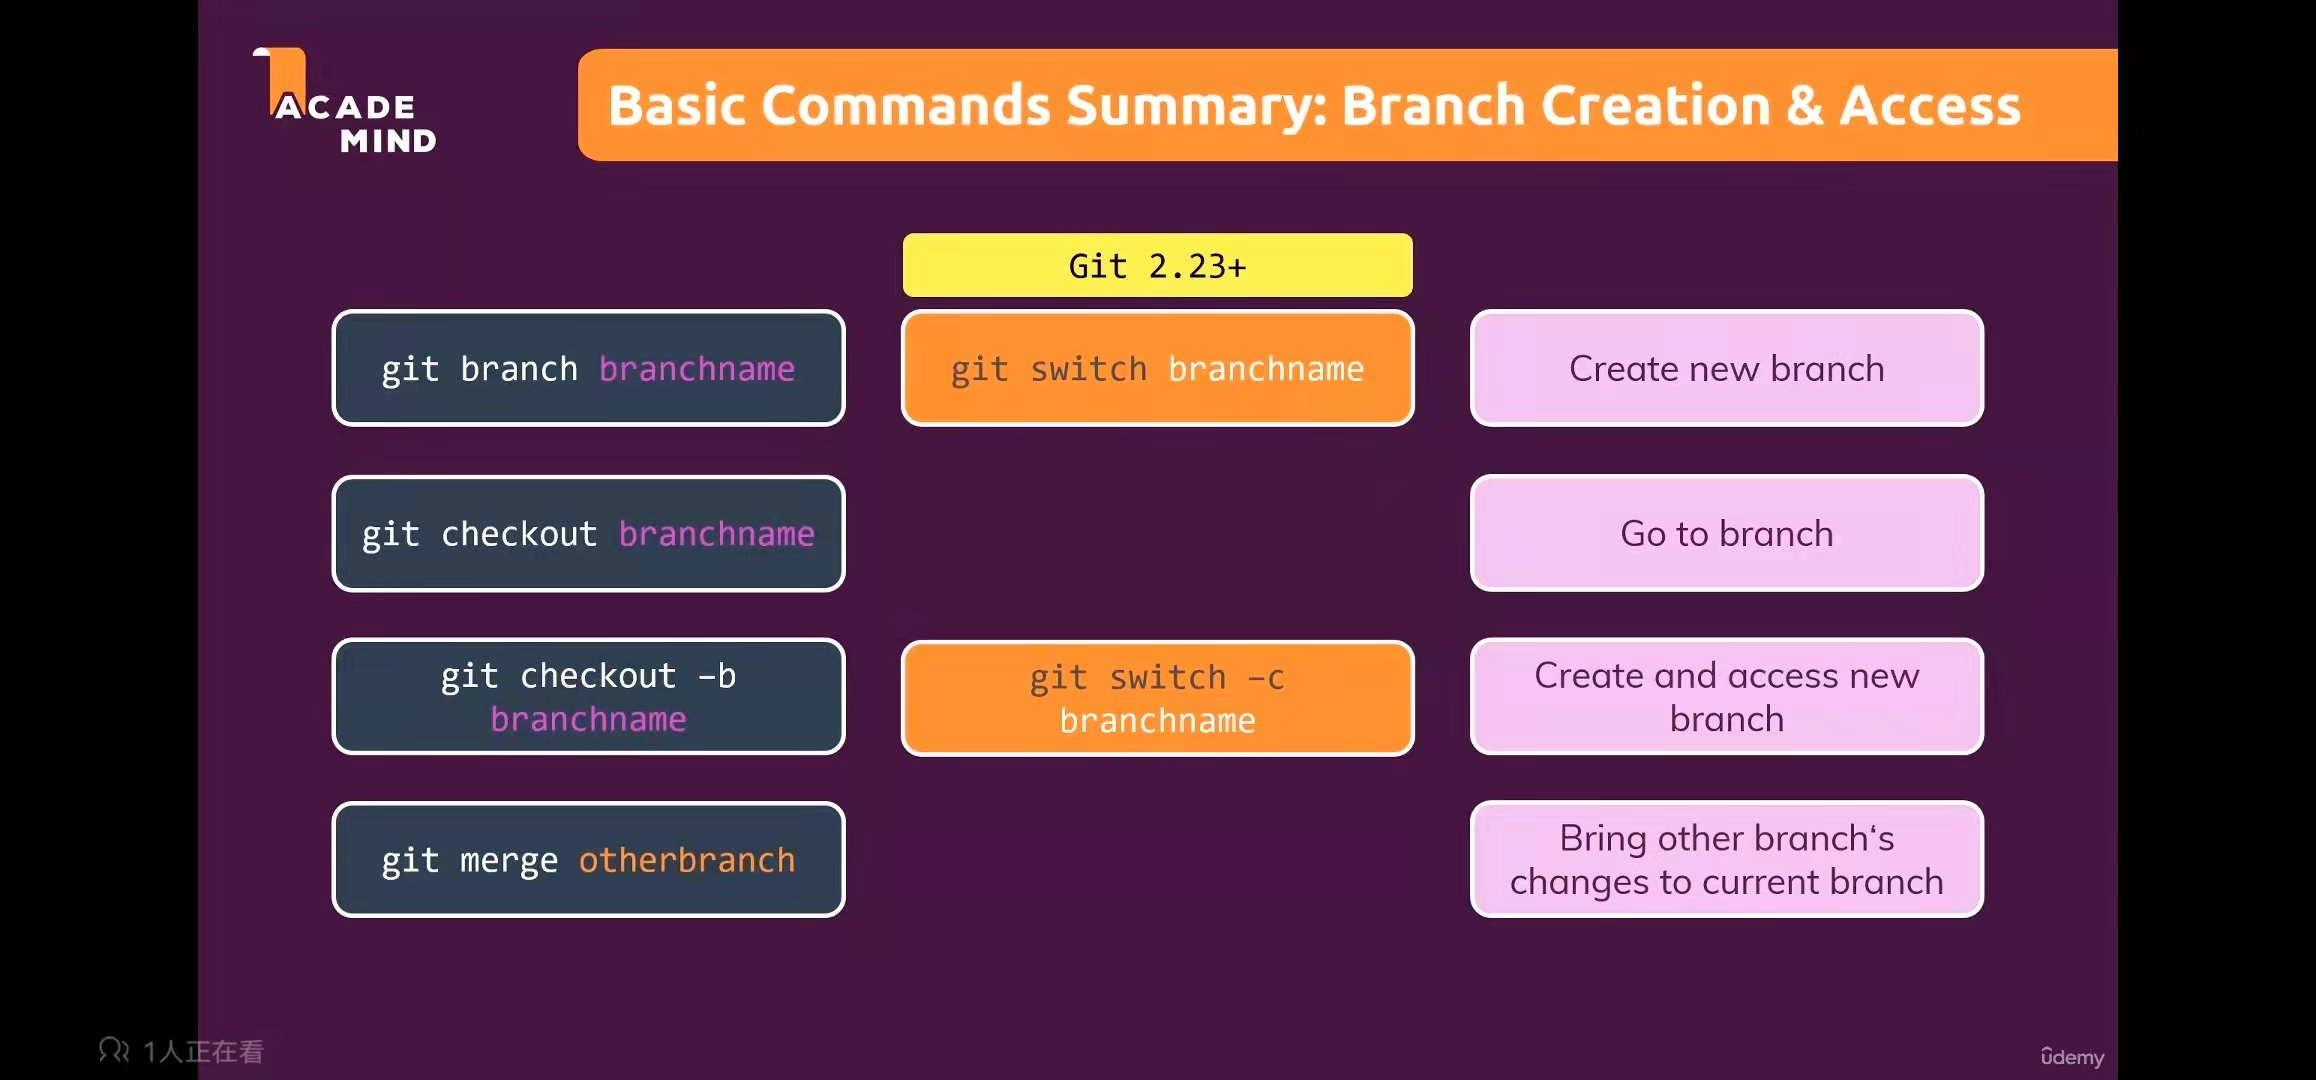 ACADE
MIND
Basic Commands Summary: Branch Creation & Access
Git 2.23+
git branch branchname
git switch branchname
Create new branch
git checkout branchname
Go to branch
git checkout –b
branchname
git switch –c
branchname
Create and access new
branch
git merge otherbranch
Bring other branch‘s
changes to current branch
1人正在看
ûdemy